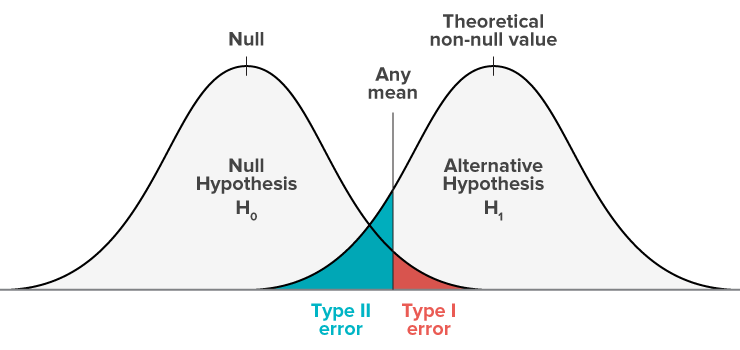 Null
Theoretical
non-null value
Any
mean
Null
Hypothesis
H₀
Alternative
Hypothesis
H₁
Type II
error
Type I
error